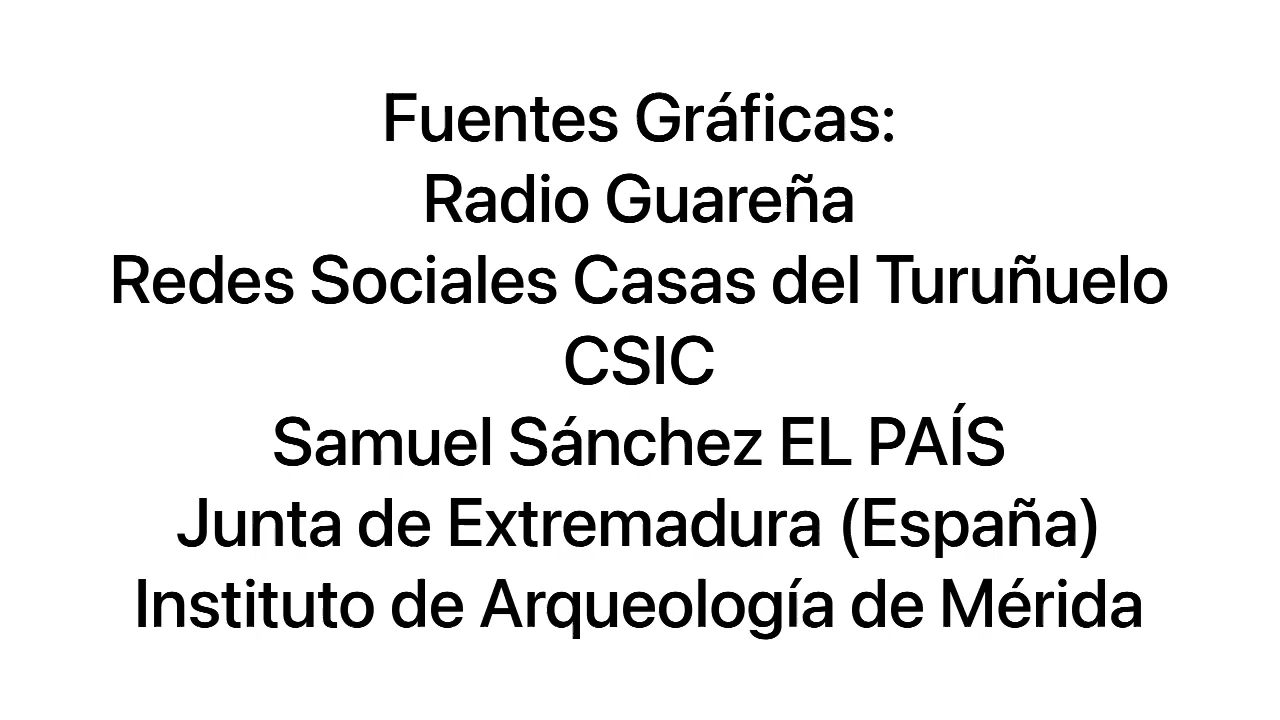 Fuentes Gráficas:
Radio Guareña
Redes Sociales Casas del Turuñuelo
CSIC
Samuel Sánchez EL PAÍS
Junta de Extremadura (España)
Instituto de Arqueología de Mérida